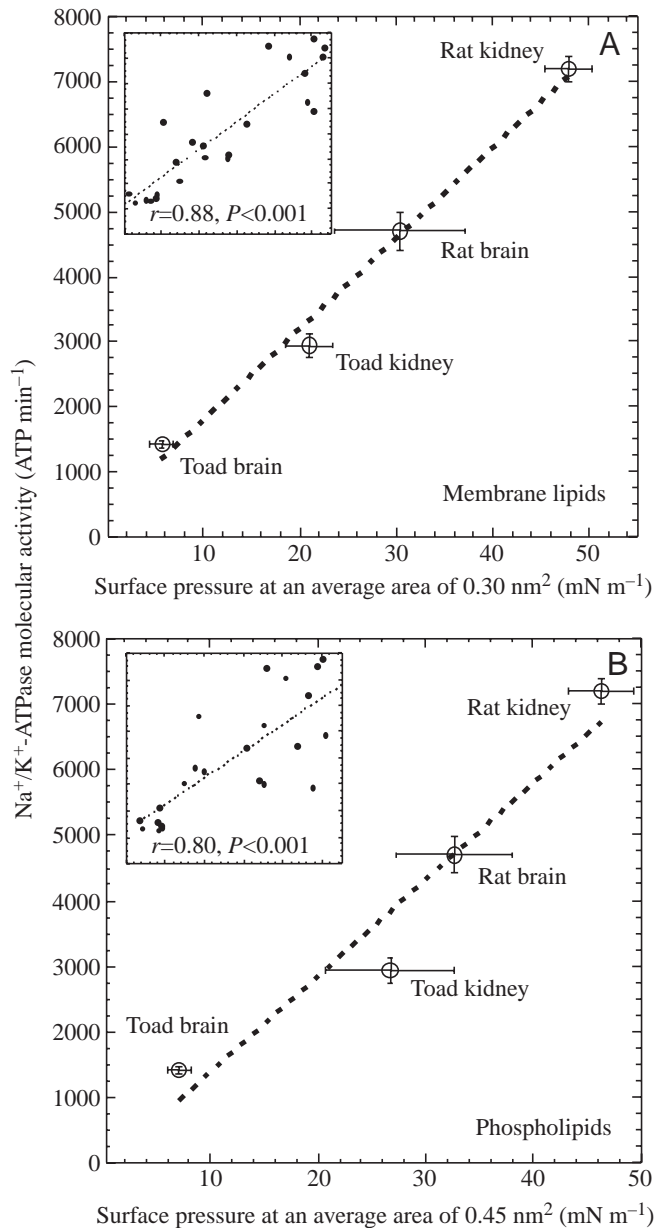 8000
A
Rat kidney
7000
6000
r=0.88, P<0.001
5000
Rat brain
4000
3000
Toad kidney
2000
Toad brain
1000
Membrane lipids
0
10 20 30 40 50
Surface pressure at an average area of 0.30 nm² (mN m⁻¹)
Na⁺/K⁺-ATPase molecular activity (ATP min⁻¹)
8000
B
Rat kidney
7000
6000
r=0.80, P<0.001
5000
Rat brain
4000
3000
Toad kidney
Toad brain
2000
1000
Phospholipids
0
10 20 30 40 50
Surface pressure at an average area of 0.45 nm² (mN m⁻¹)